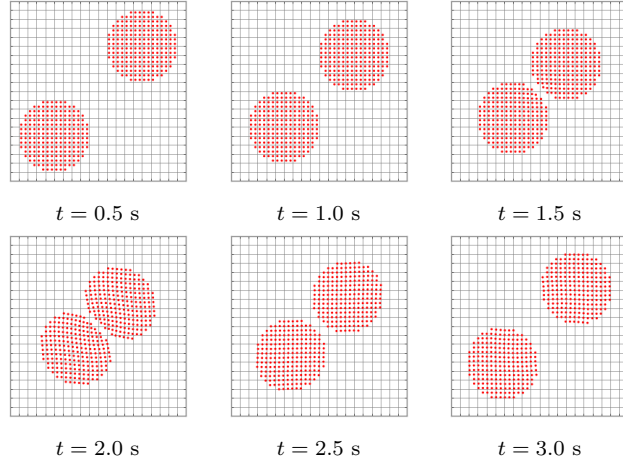 t = 0.5 s
t = 1.0 s
t = 1.5 s
t = 2.0 s
t = 2.5 s
t = 3.0 s